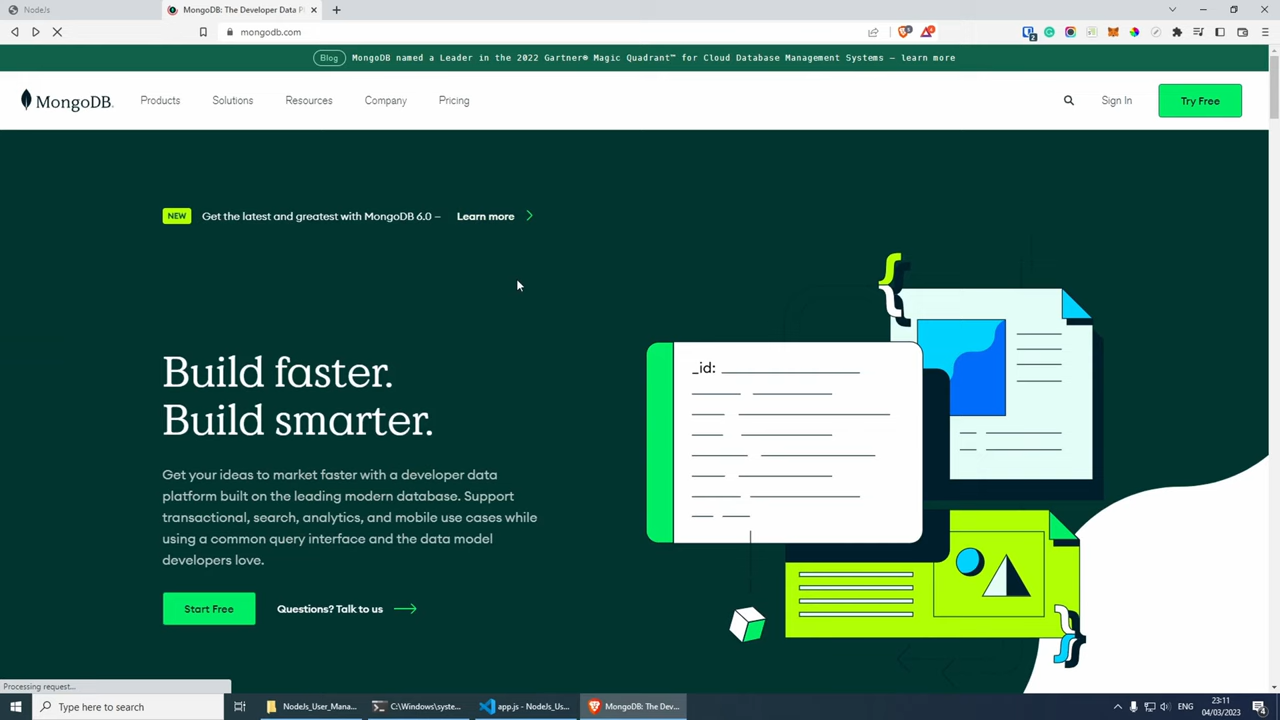 NodeJs
MongoDB: The Developer Data Pl
mongodb.com
2
Blog
MongoDB named a Leader in the 2022 Gartner® Magic Quadrant™ for Cloud Database Management Systems — learn more
MongoDB.
Products
Solutions
Resources
Company
Pricing
Sign In
Try Free
NEW
Get the latest and greatest with MongoDB 6.0 –
Learn more
Build faster.
Build smarter.
Get your ideas to market faster with a developer data
platform built on the leading modern database. Support
transactional, search, analytics, and mobile use cases while
using a common query interface and the data model
developers love.
Start Free
Questions? Talk to us
_id:
Processing request...
Type here to search
NodeJs_User_Mana...
C:\Windows\syste...
app.js - NodeJs_Us...
MongoDB: The Dev...
ENG
23:11
04/03/2023
4